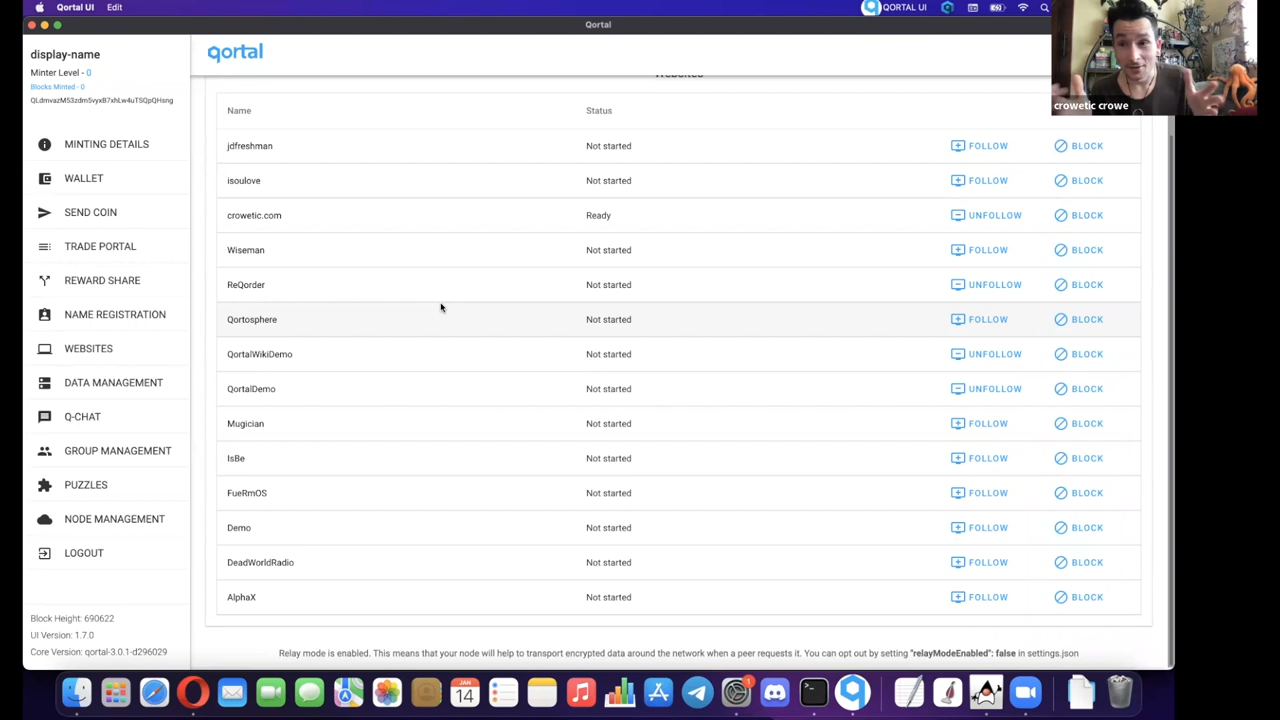 Qortal UI Edit
QORTAL UI
Qortal
display-name
Minter Level - 0
Blocks Minted - 0
QLdmvazMS3zdm5vyxB7xhLw4uTSQpQHsng
qortal
crowetic crowe
MINTING DETAILS
WALLET
SEND COIN
TRADE PORTAL
REWARD SHARE
NAME REGISTRATION
WEBSITES
DATA MANAGEMENT
Q-CHAT
GROUP MANAGEMENT
PUZZLES
NODE MANAGEMENT
LOGOUT
Block Height: 690622
UI Version: 1.7.0
Core Version: qortal-3.0.1-d296029
Websites
Name Status
jdfreshman Not started FOLLOW BLOCK
isoulove Not started FOLLOW BLOCK
crowetic.com Ready UNFOLLOW BLOCK
Wiseman Not started FOLLOW BLOCK
ReQorder Not started UNFOLLOW BLOCK
Qortosphere Not started FOLLOW BLOCK
QortalWikiDemo Not started UNFOLLOW BLOCK
QortalDemo Not started UNFOLLOW BLOCK
Mugician Not started FOLLOW BLOCK
IsBe Not started FOLLOW BLOCK
FueRmOS Not started FOLLOW BLOCK
Demo Not started FOLLOW BLOCK
DeadWorldRadio Not started FOLLOW BLOCK
AlphaX Not started FOLLOW BLOCK
Relay mode is enabled. This means that your node will help to transport encrypted data around the network when a peer requests it. You can opt out by setting "relayModeEnabled": false in settings.json
JAN
14
1